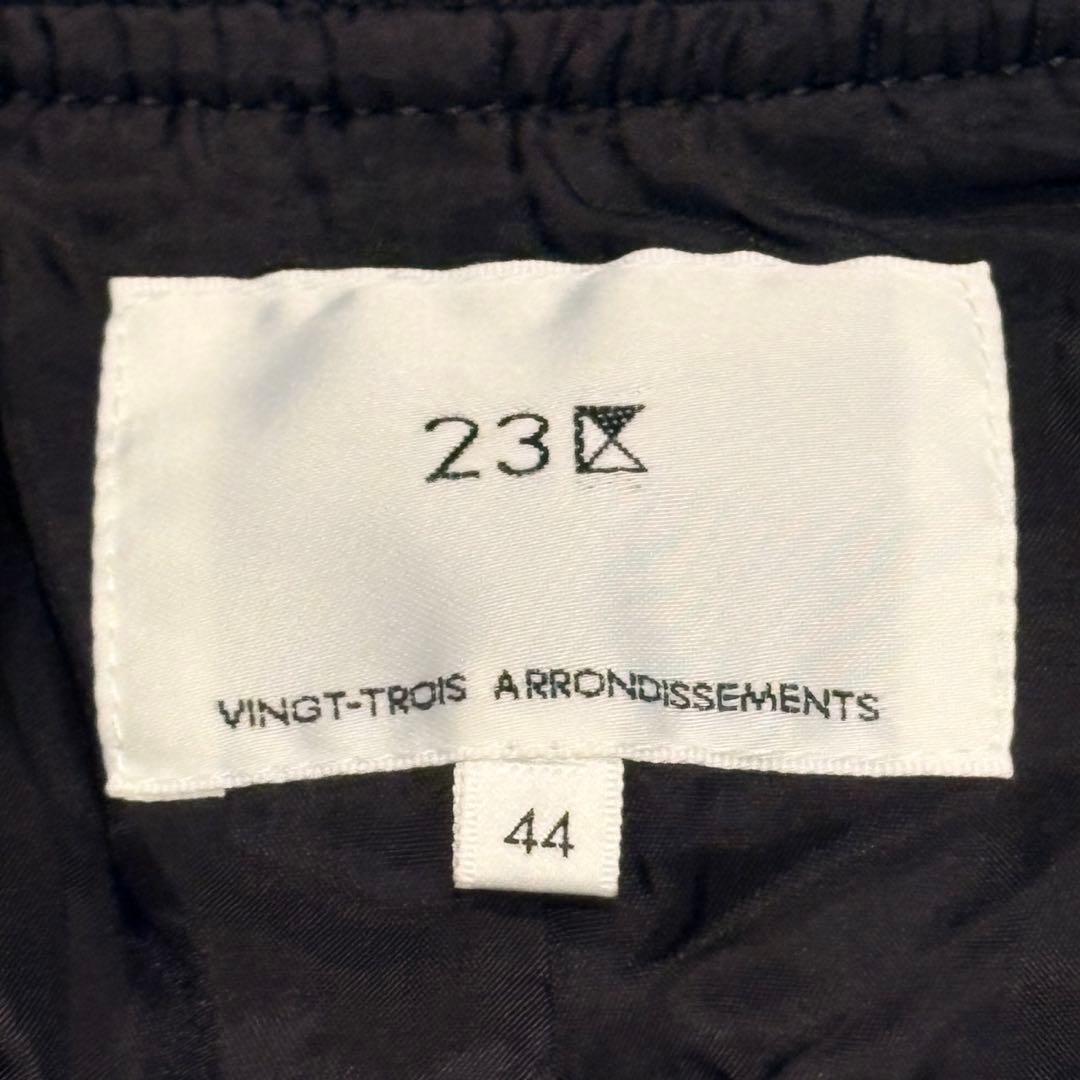 23区
VINGT-TROIS ARRONDISSEMENTS
44